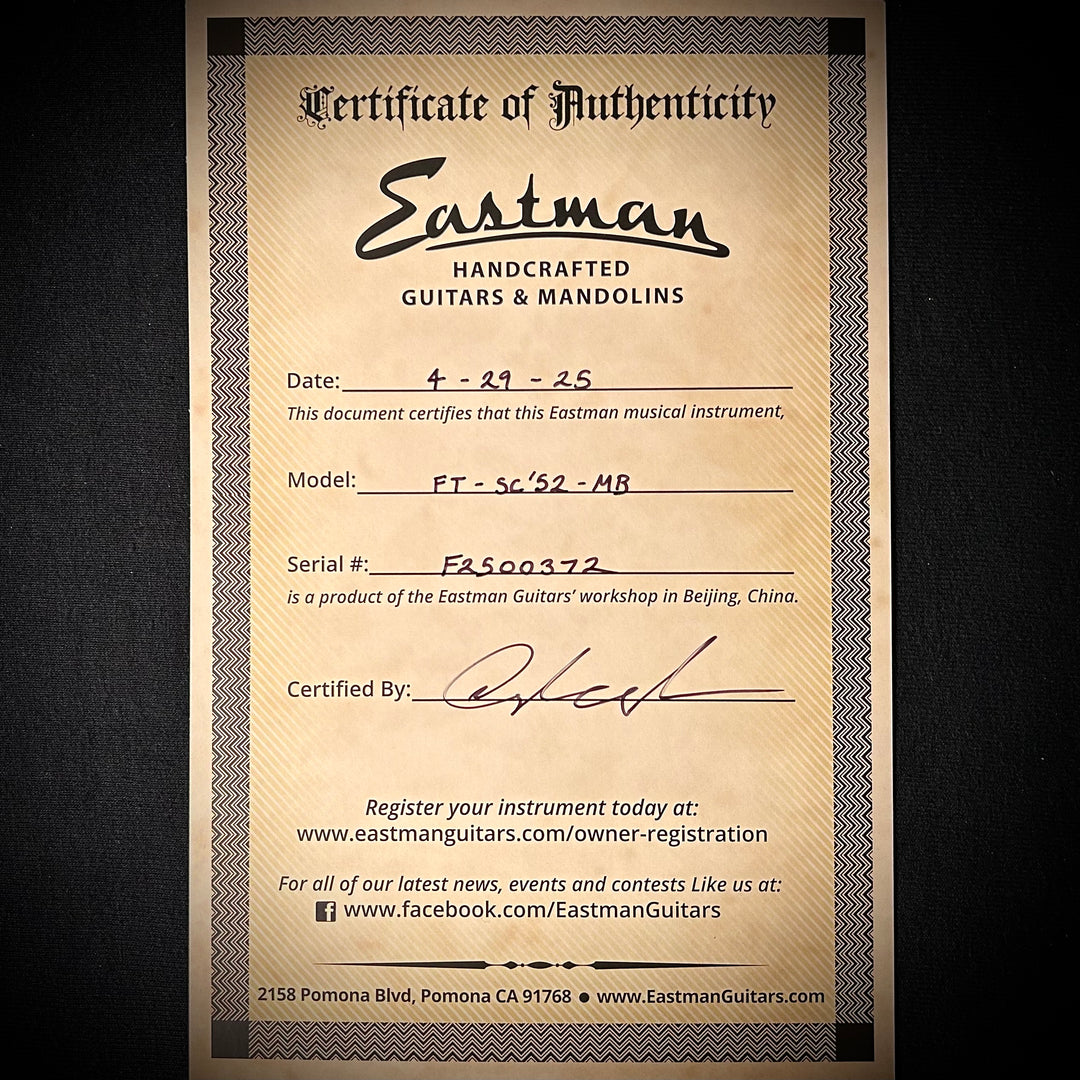 Certificate of Authenticity
Eastman
HANDCRAFTED
GUITARS & MANDOLINS
Date: 4 - 29 - 25
This document certifies that this Eastman musical instrument,
Model: FT - SC'52 - MB
Serial #: F2500372
is a product of the Eastman Guitars' workshop in Beijing, China.
Certified By:
Register your instrument today at:
www.eastmanguitars.com/owner-registration
For all of our latest news, events and contests Like us at:
f www.facebook.com/EastmanGuitars
2158 Pomona Blvd, Pomona CA 91768 ● www.EastmanGuitars.com